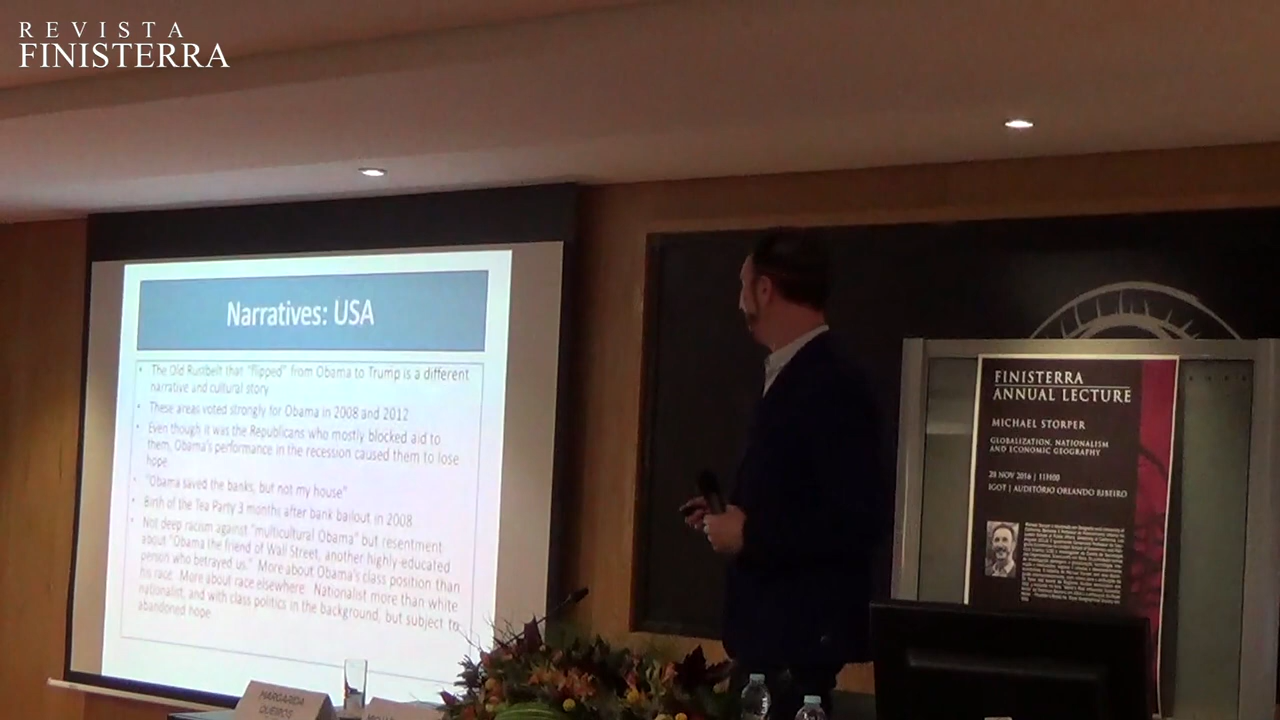 REVISTA
FINISTERRA
Narratives: USA
• The Old Rustbelt that "flipped" from Obama to Trump is a different
narrative and cultural story
• These areas voted strongly for Obama in 2008 and 2012
• Even though it was the Republicans who mostly blocked aid to
them, Obama's performance in the recession caused them to lose
hope.
• "Obama saved the banks, but not my house"
• Birth of the Tea Party 3 months after bank bailout in 2008
• Not deep racism against "multicultural Obama" but resentment
about "Obama the friend of Wall Street, another highly-educated
person who betrayed us." More about Obama's class position than
his race. More about race elsewhere. Nationalist more than white
nationalist, and with class politics in the background, but subject to
abandoned hope
FINISTERRA
ANNUAL LECTURE
MICHAEL STORPER
GLOBALIZATION, NATIONALISM
AND ECONOMIC GEOGRAPHY
28 NOV 2016 | 11H00
IGOT | AUDITÓRIO ORLANDO RIBEIRO
MARGARIDA
QUEIRÓS